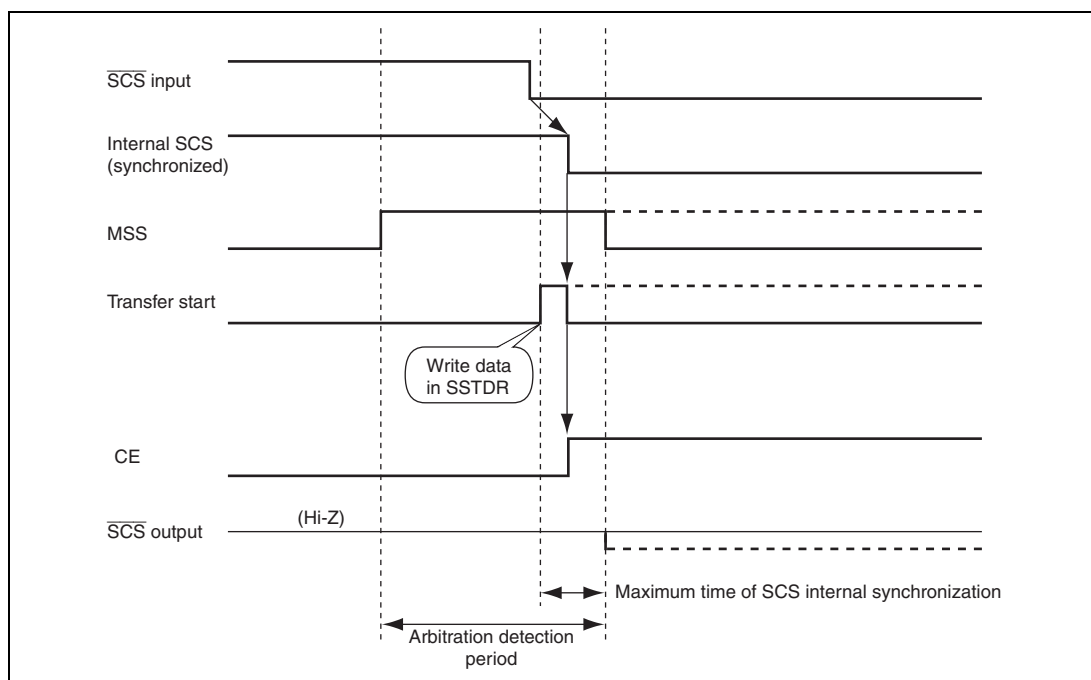 SCS input
Internal SCS
(synchronized)
MSS
Transfer start
Write data
in SSTDR
CE
(Hi-Z)
SCS output
Maximum time of SCS internal synchronization
Arbitration detection
period